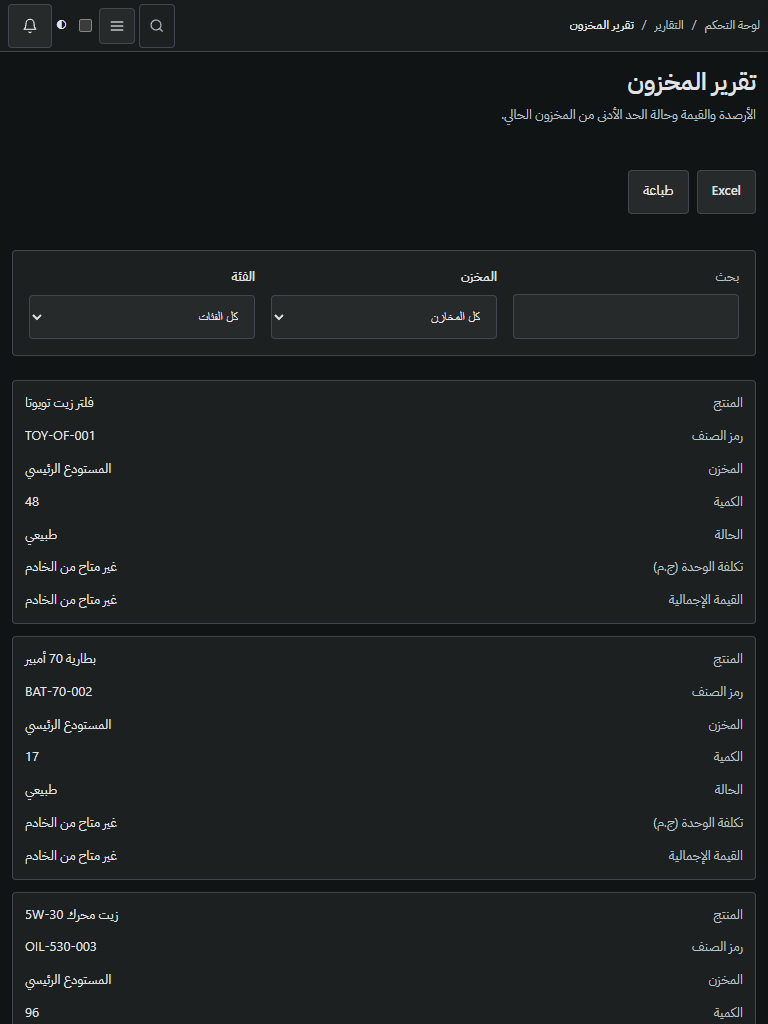 لوحة التحكم / التقارير / تقرير المخزون
تقرير المخزون
الأرصدة والقيمة وحالة الحد الأدنى من المخزون الحالي.
Excel طباعة
بحث المخزن الفئة
كل المخازن كل الفئات
المنتج فلتر زيت تويوتا
رمز الصنف TOY-OF-001
المخزن المستودع الرئيسي
الكمية 48
الحالة طبيعي
تكلفة الوحدة (ج.م) غير متاح من الخادم
القيمة الإجمالية غير متاح من الخادم
المنتج بطارية 70 أمبير
رمز الصنف BAT-70-002
المخزن المستودع الرئيسي
الكمية 17
الحالة طبيعي
تكلفة الوحدة (ج.م) غير متاح من الخادم
القيمة الإجمالية غير متاح من الخادم
المنتج زيت محرك 5W-30
رمز الصنف OIL-530-003
المخزن المستودع الرئيسي
الكمية 96